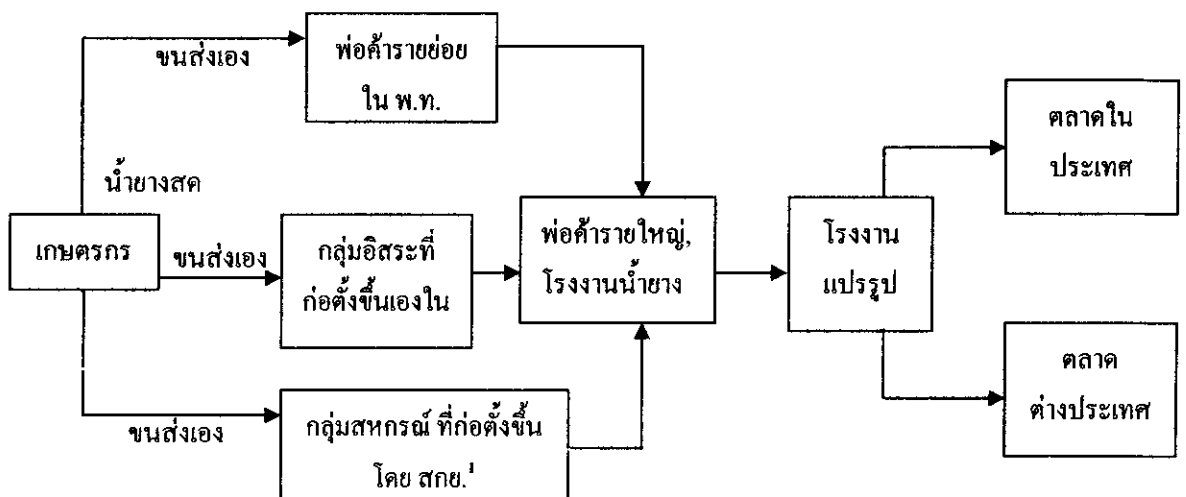 ขนส่งเอง
พ่อค้ารายย่อย
ใน พ.ท.
น้ำยางสด
เกษตรกร
ขนส่งเอง
กลุ่มอิสระที่
ก่อตั้งขึ้นเองใน
ขนส่งเอง
กลุ่มสหกรณ์ ที่ก่อตั้งขึ้น
โดย สกย.¹
พ่อค้ารายใหญ่,
โรงงานน้ำยาง
โรงงาน
แปรรูป
ตลาดใน
ประเทศ
ตลาด
ต่างประเทศ